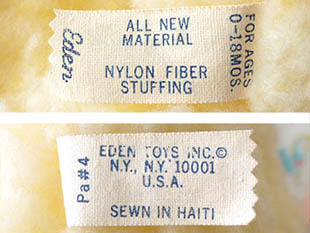 Eden
ALL NEW
MATERIAL
NYLON FIBER
STUFFING
FOR AGES
0-18MOS.
Pa#4
EDEN TOYS INC.©
N.Y., N.Y. 10001
U.S.A.
SEWN IN HAITI